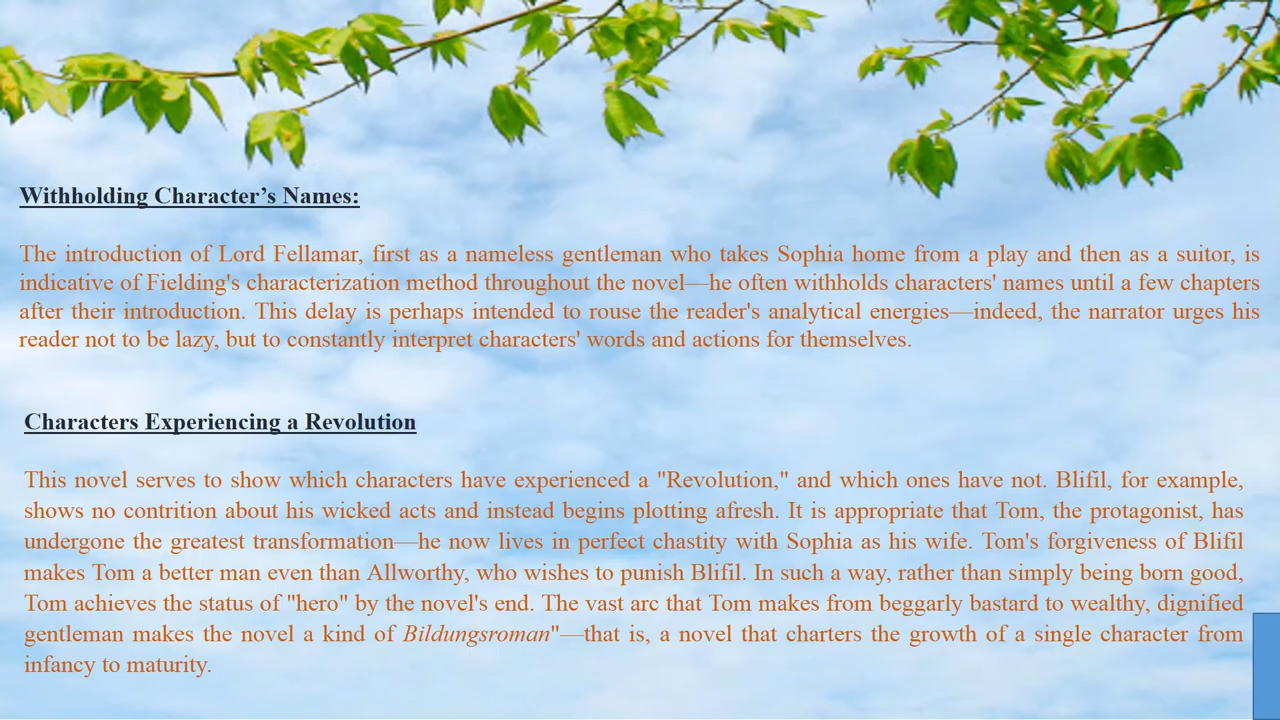 Withholding Character’s Names:
The introduction of Lord Fellamar, first as a nameless gentleman who takes Sophia home from a play and then as a suitor, is
indicative of Fielding's characterization method throughout the novel—he often withholds characters' names until a few chapters
after their introduction. This delay is perhaps intended to rouse the reader's analytical energies—indeed, the narrator urges his
reader not to be lazy, but to constantly interpret characters' words and actions for themselves.
Characters Experiencing a Revolution
This novel serves to show which characters have experienced a "Revolution," and which ones have not. Blifil, for example,
shows no contrition about his wicked acts and instead begins plotting afresh. It is appropriate that Tom, the protagonist, has
undergone the greatest transformation—he now lives in perfect chastity with Sophia as his wife. Tom's forgiveness of Blifil
makes Tom a better man even than Allworthy, who wishes to punish Blifil. In such a way, rather than simply being born good,
Tom achieves the status of "hero" by the novel's end. The vast arc that Tom makes from beggarly bastard to wealthy, dignified
gentleman makes the novel a kind of Bildungsroman"—that is, a novel that charters the growth of a single character from
infancy to maturity.